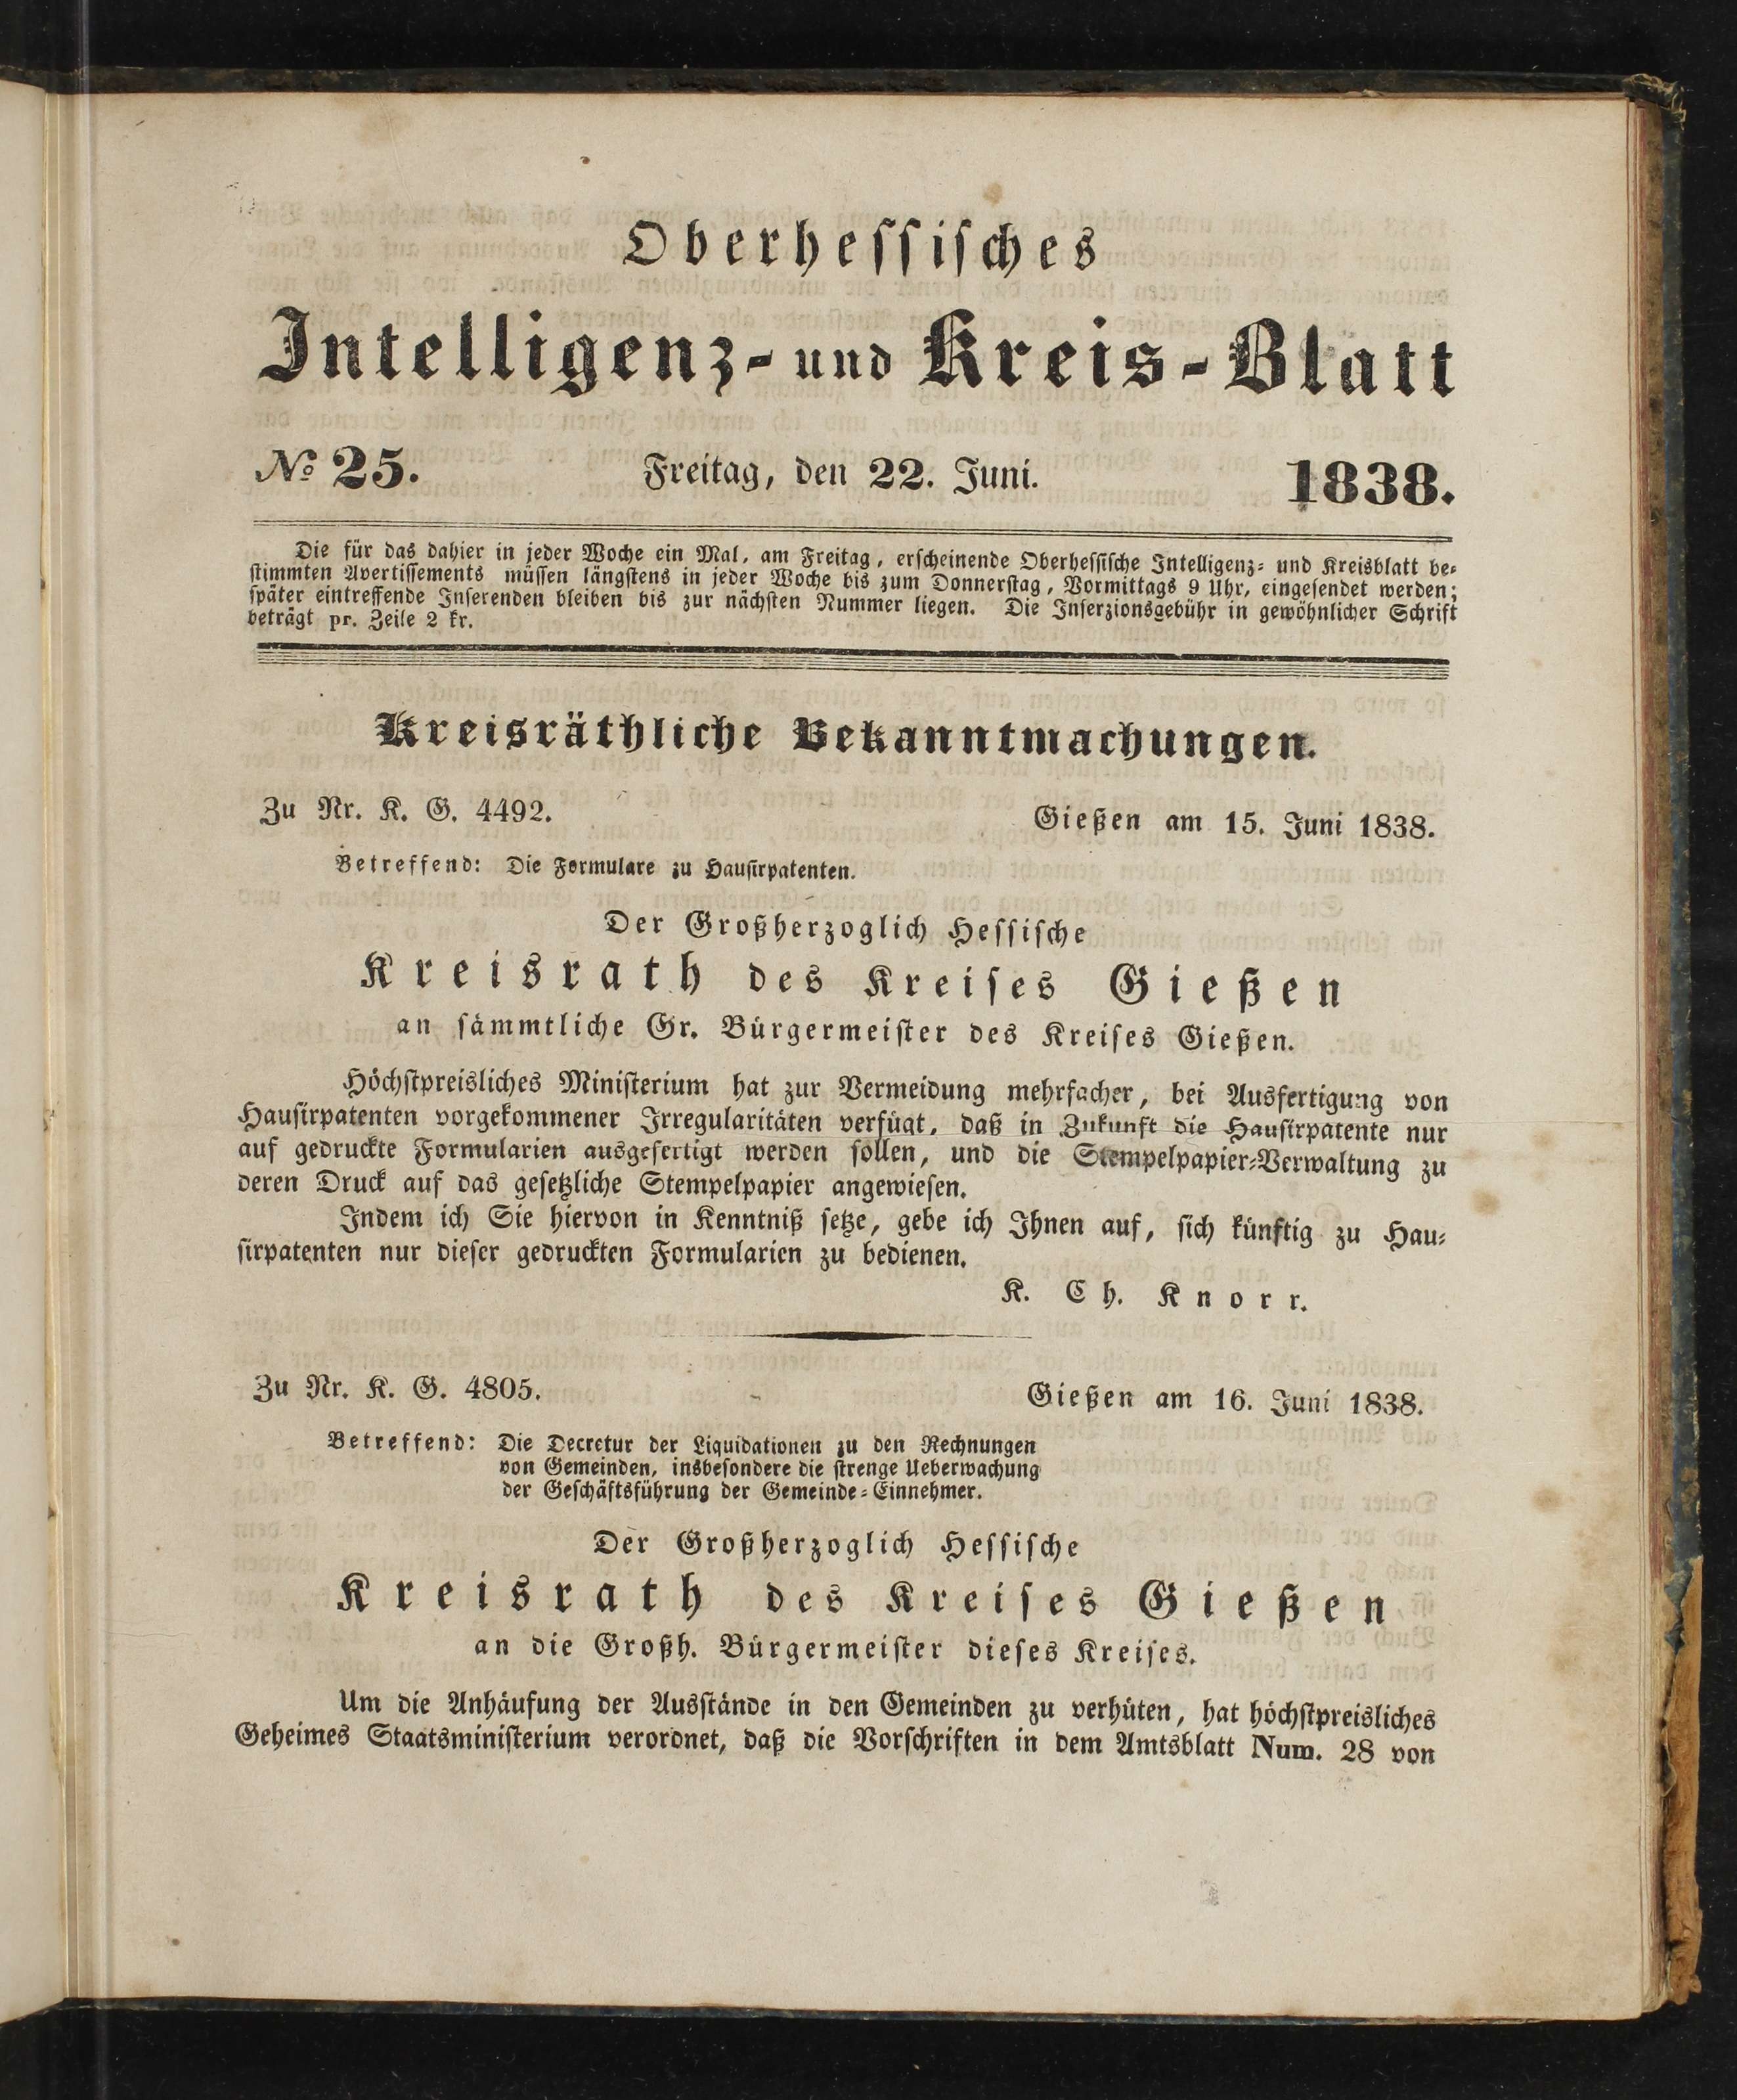 Oberhessisches
Intelligenz- und Kreis-Blatt
№ 25. Freitag, den 22. Juni. 1838.
Die für das dahier in jeder Woche ein Mal, am Freitag, erscheinende Oberhessische Intelligenz- und Kreisblatt be-
stimmten Avertissements müssen längstens in jeder Woche bis zum Donnerstag, Vormittags 9 Uhr, eingesendet werden;
später eintreffende Inserenden bleiben bis zur nächsten Nummer liegen. Die Inserzionsgebühr in gewöhnlicher Schrift
beträgt pr. Zeile 2 kr.
Kreisräthliche Bekanntmachungen.
Zu Nr. K. G. 4492. Gießen am 15. Juni 1838.
Betreffend: Die Formulare zu Hausirpatenten.
Der Großherzoglich Hessische
Kreisrath des Kreises Gießen
an sämmtliche Gr. Bürgermeister des Kreises Gießen.
Höchstpreisliches Ministerium hat zur Vermeidung mehrfacher, bei Ausfertigung von
Hausirpatenten vorgekommener Irregularitäten verfügt, daß in Zukunft die Hausirpatente nur
auf gedruckte Formularien ausgefertigt werden sollen, und die Stempelpapier-Verwaltung zu
deren Druck auf das gesetzliche Stempelpapier angewiesen.
Indem ich Sie hiervon in Kenntniß setze, gebe ich Ihnen auf, sich künftig zu Hau-
sirpatenten nur dieser gedruckten Formularien zu bedienen.
K. Ch. Knorr.
Zu Nr. K. G. 4805. Gießen am 16. Juni 1838.
Betreffend: Die Decretur der Liquidationen zu den Rechnungen
von Gemeinden, insbesondere die strenge Ueberwachung
der Geschäftsführung der Gemeinde-Einnehmer.
Der Großherzoglich Hessische
Kreisrath des Kreises Gießen
an die Großh. Bürgermeister dieses Kreises.
Um die Anhäufung der Ausstände in den Gemeinden zu verhüten, hat höchstpreisliches
Geheimes Staatsministerium verordnet, daß die Vorschriften in dem Amtsblatt Num. 28 von